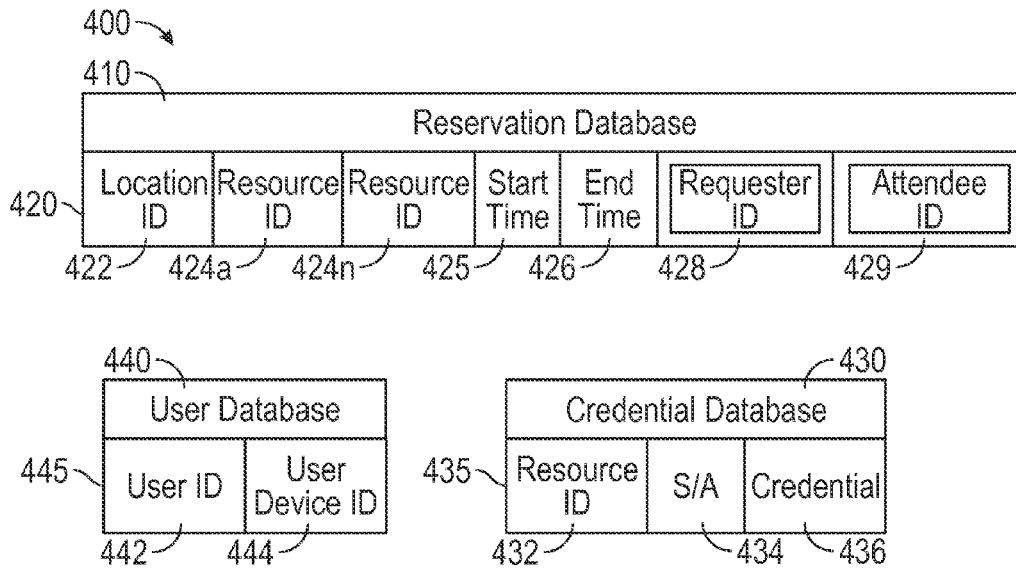 400
410
Reservation Database
420
Location ID
Resource ID
Resource ID
Start Time
End Time
Requester ID
Attendee ID
422
424a
424n
425
426
428
429
440
User Database
445
User ID
User Device ID
442
444
430
Credential Database
435
Resource ID
S/A
Credential
432
434
436